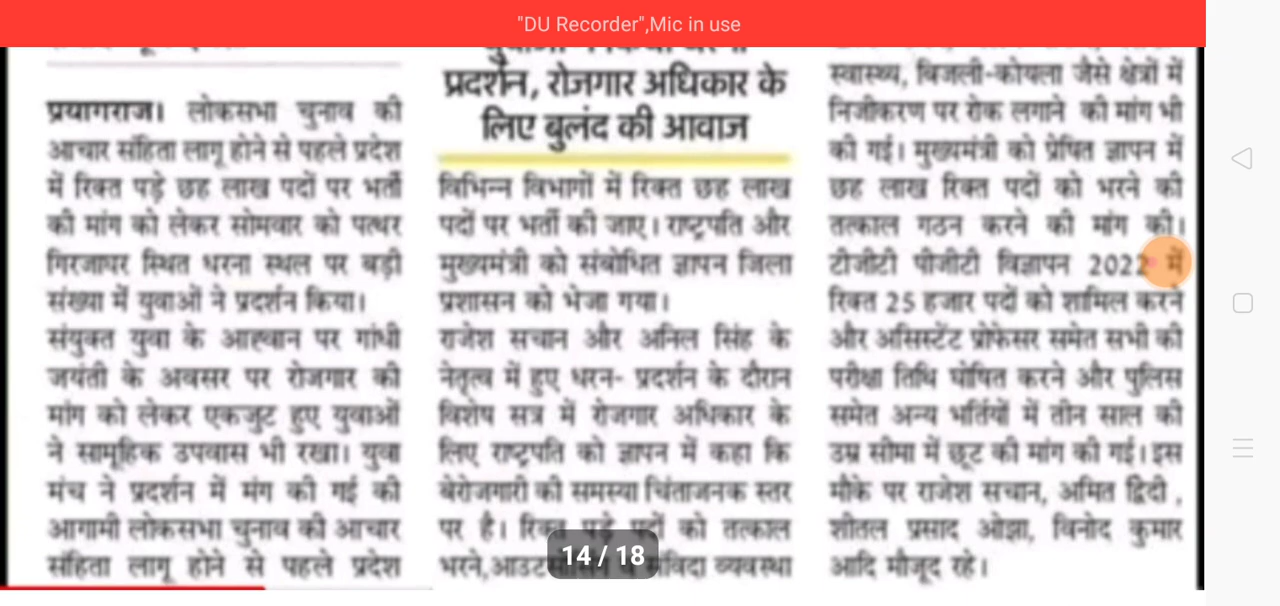 "DU Recorder",Mic in use
प्रयागराज। लोकसभा चुनाव की
आचार संहिता लागू होने से पहले प्रदेश
में रिक्त पड़े छह लाख पदों पर भर्ती
की मांग को लेकर सोमवार को पत्थर
गिरजाघर स्थित धरना स्थल पर बड़ी
संख्या में युवाओं ने प्रदर्शन किया।
संयुक्त युवा के आह्वान पर गांधी
जयंती के अवसर पर रोजगार की
मांग को लेकर एकजुट हुए युवाओं
ने सामूहिक उपवास भी रखा। युवा
मंच ने प्रदर्शन में मंग की गई की
आगामी लोकसभा चुनाव की आचार
संहिता लागू होने से पहले प्रदेश
प्रदर्शन, रोजगार अधिकार के
लिए बुलंद की आवाज
विभिन्न विभागों में रिक्त छह लाख
पदों पर भर्ती की जाए। राष्ट्रपति और
मुख्यमंत्री को संबोधित ज्ञापन जिला
प्रशासन को भेजा गया।
राजेश सचान और अनिल सिंह के
नेतृत्व में हुए धरन- प्रदर्शन के दौरान
विशेष सत्र में रोजगार अधिकार के
लिए राष्ट्रपति को ज्ञापन में कहा कि
बेरोजगारी की समस्या चिंताजनक स्तर
पर है। रिक्त पड़े पदों को तत्काल
भरने, व्यवस्था
स्वास्थ्य, बिजली-कोयला जैसे क्षेत्रों में
निजीकरण पर रोक लगाने की मांग भी
की गई। मुख्यमंत्री को प्रेषित ज्ञापन में
छह लाख रिक्त पदों को भरने की
तत्काल गठन करने की मांग की।
टीजीटी पीजीटी विज्ञापन 2022 में
रिक्त 25 हजार पदों को शामिल करने
और असिस्टेंट प्रोफेसर समेत सभी की
परीक्षा तिथि घोषित करने और पुलिस
समेत अन्य भर्तियों में तीन साल की
उम्र सीमा में छूट की मांग की गई। इस
मौके पर राजेश सचान, अमित द्विदी ,
शीतल प्रसाद ओझा, विनोद कुमार
आदि मौजूद रहे।
14 / 18